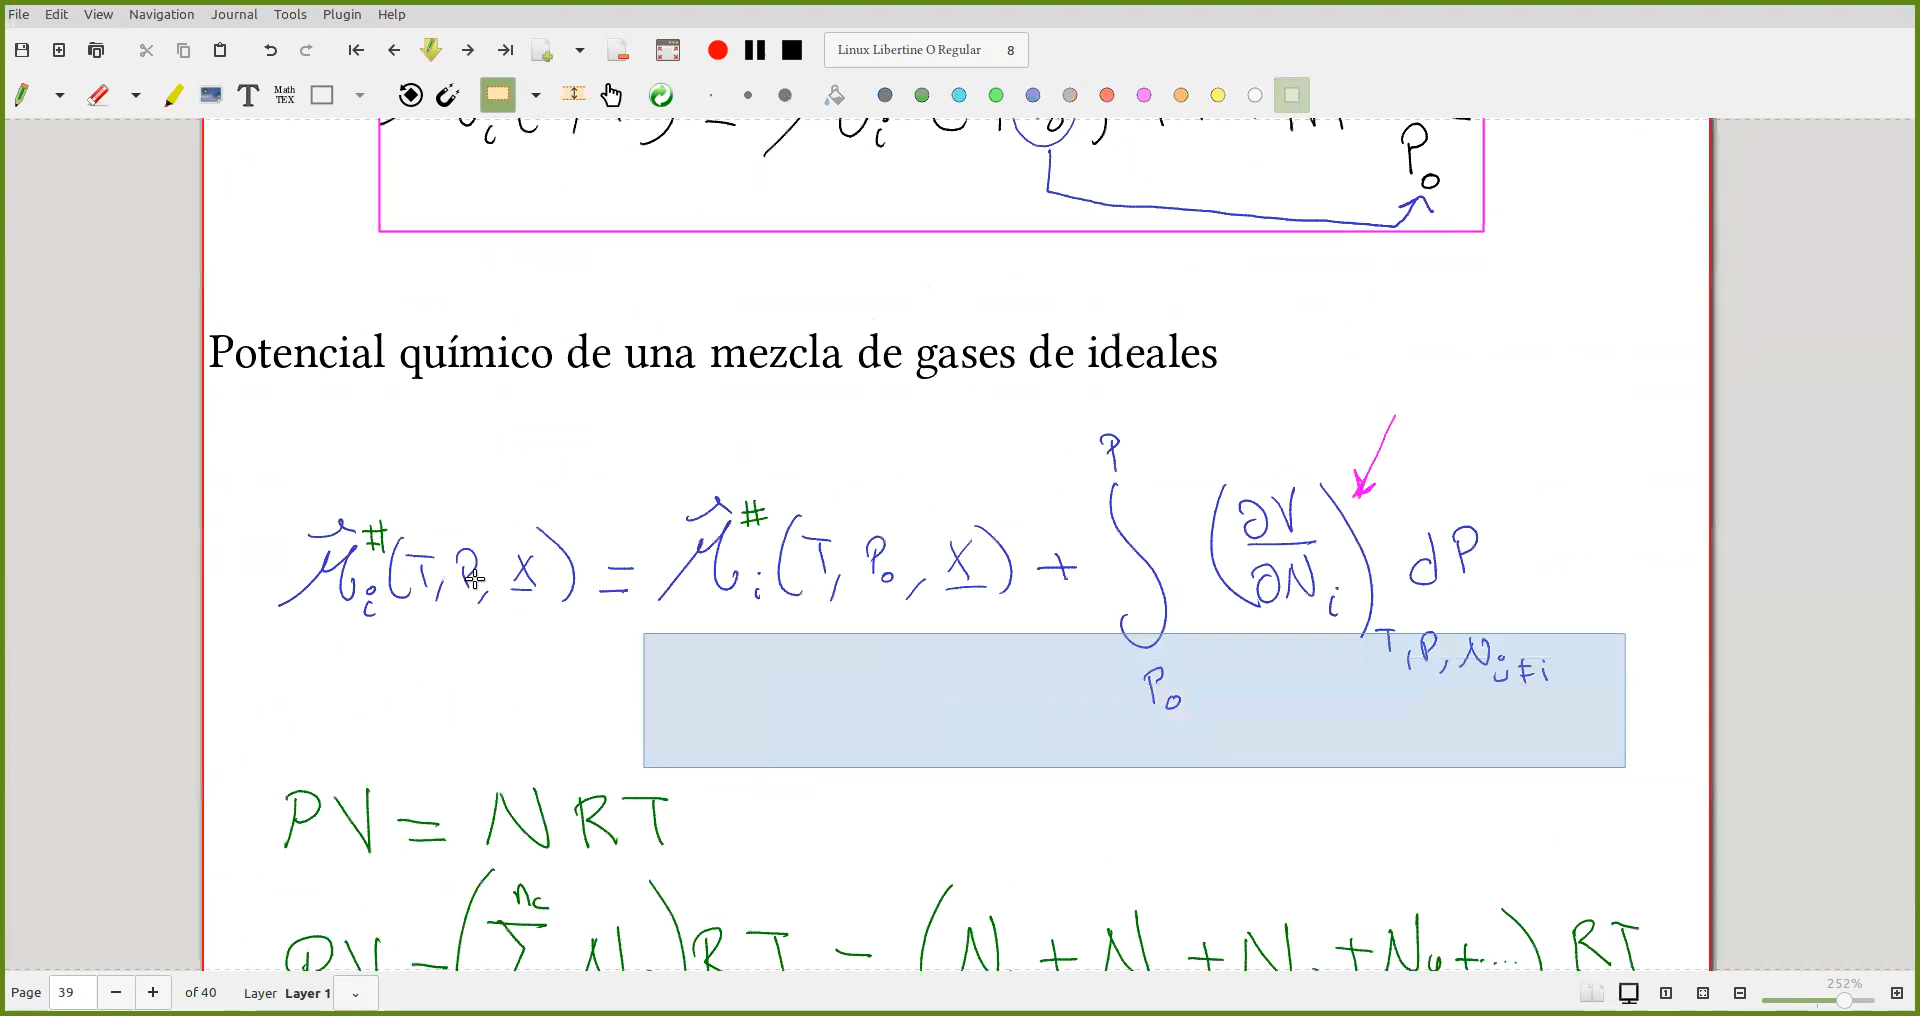 File Edit View Navigation Journal Tools Plugin Help
Linux Libertine O Regular 8
Math TEX
P₀
Potencial químico de una mezcla de gases de ideales
μ̂ᵢ^#(T, P, X̲) = μ̂ᵢ^#(T, P₀, X̲) + ∫_{P₀}^{P} (∂V/∂Nᵢ)_{T, P, N_{j≠i}} dP
PV = NRT
Page 39 of 40 Layer Layer 1 252%